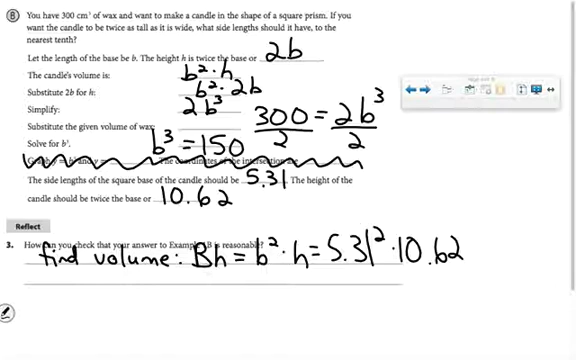 B You have 300 cm³ of wax and want to make a candle in the shape of a square prism. If you
want the candle to be twice as tall as it is wide, what side lengths should it have, to the
nearest tenth?
Let the length of the base be b. The height h is twice the base or 2b
The candle's volume is: b² · h
Substitute 2b for h: b² · 2b
Simplify: 2b³
Substitute the given volume of wax: 300/2 = 2b³/2
Solve for b³. b³ = 150
The coordinates of the intersection are
The side lengths of the square base of the candle should be 5.31. The height of the
candle should be twice the base or 10.62
Reflect
3. How can you check that your answer to Example B is reasonable?
find volume: Bh = b² · h = 5.31² · 10.62